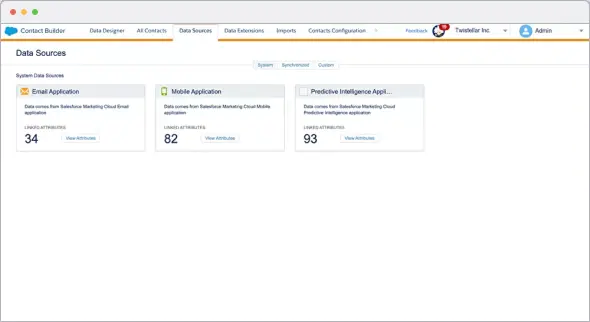 Contact Builder
Data Designer
All Contacts
Data Sources
Data Extensions
Imports
Contacts Configuration
Feedback
Twistellar Inc
Admin
Data Sources
System
Synchronized
Custom
System Data Sources
Email Application
Data comes from Salesforce Marketing Cloud Email
application
LINKED ATTRIBUTES
34
View Attributes
Mobile Application
Data comes from Salesforce Marketing Cloud Mobile
application
LINKED ATTRIBUTES
82
View Attributes
Predictive Intelligence Appli...
Data comes from Salesforce Marketing Cloud
Predictive Intelligence application
LINKED ATTRIBUTES
93
View Attributes